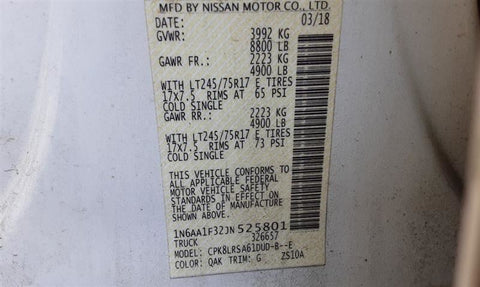 MFD BY NISSAN MOTOR CO., LTD.
DATE: 03/18
GVWR: 3992 KG
8800 LB
GAWR FR.: 2223 KG
4900 LB
WITH LT245/75R17 E TIRES
17X7.5 RIMS AT 65 PSI
COLD SINGLE
GAWR RR.: 2223 KG
4900 LB
WITH LT245/75R17 E TIRES
17X7.5 RIMS AT 73 PSI
COLD SINGLE
THIS VEHICLE CONFORMS TO
ALL APPLICABLE FEDERAL
MOTOR VEHICLE SAFETY
STANDARDS IN EFFECT ON
THE DATE OF MANUFACTURE
SHOWN ABOVE.
1N6AA1F32JN525801
TRUCK 326657
MODEL: CPK8LRSA61DUD-B--E
COLOR: QAK TRIM: G ZS10A